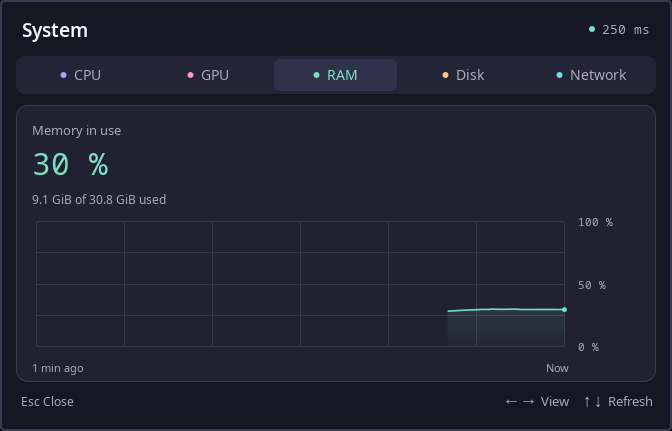 System
250 ms
CPU GPU RAM Disk Network
Memory in use
30 %
9.1 GiB of 30.8 GiB used
100 %
50 %
0 %
1 min ago Now
Esc Close ←→ View ↑↓ Refresh